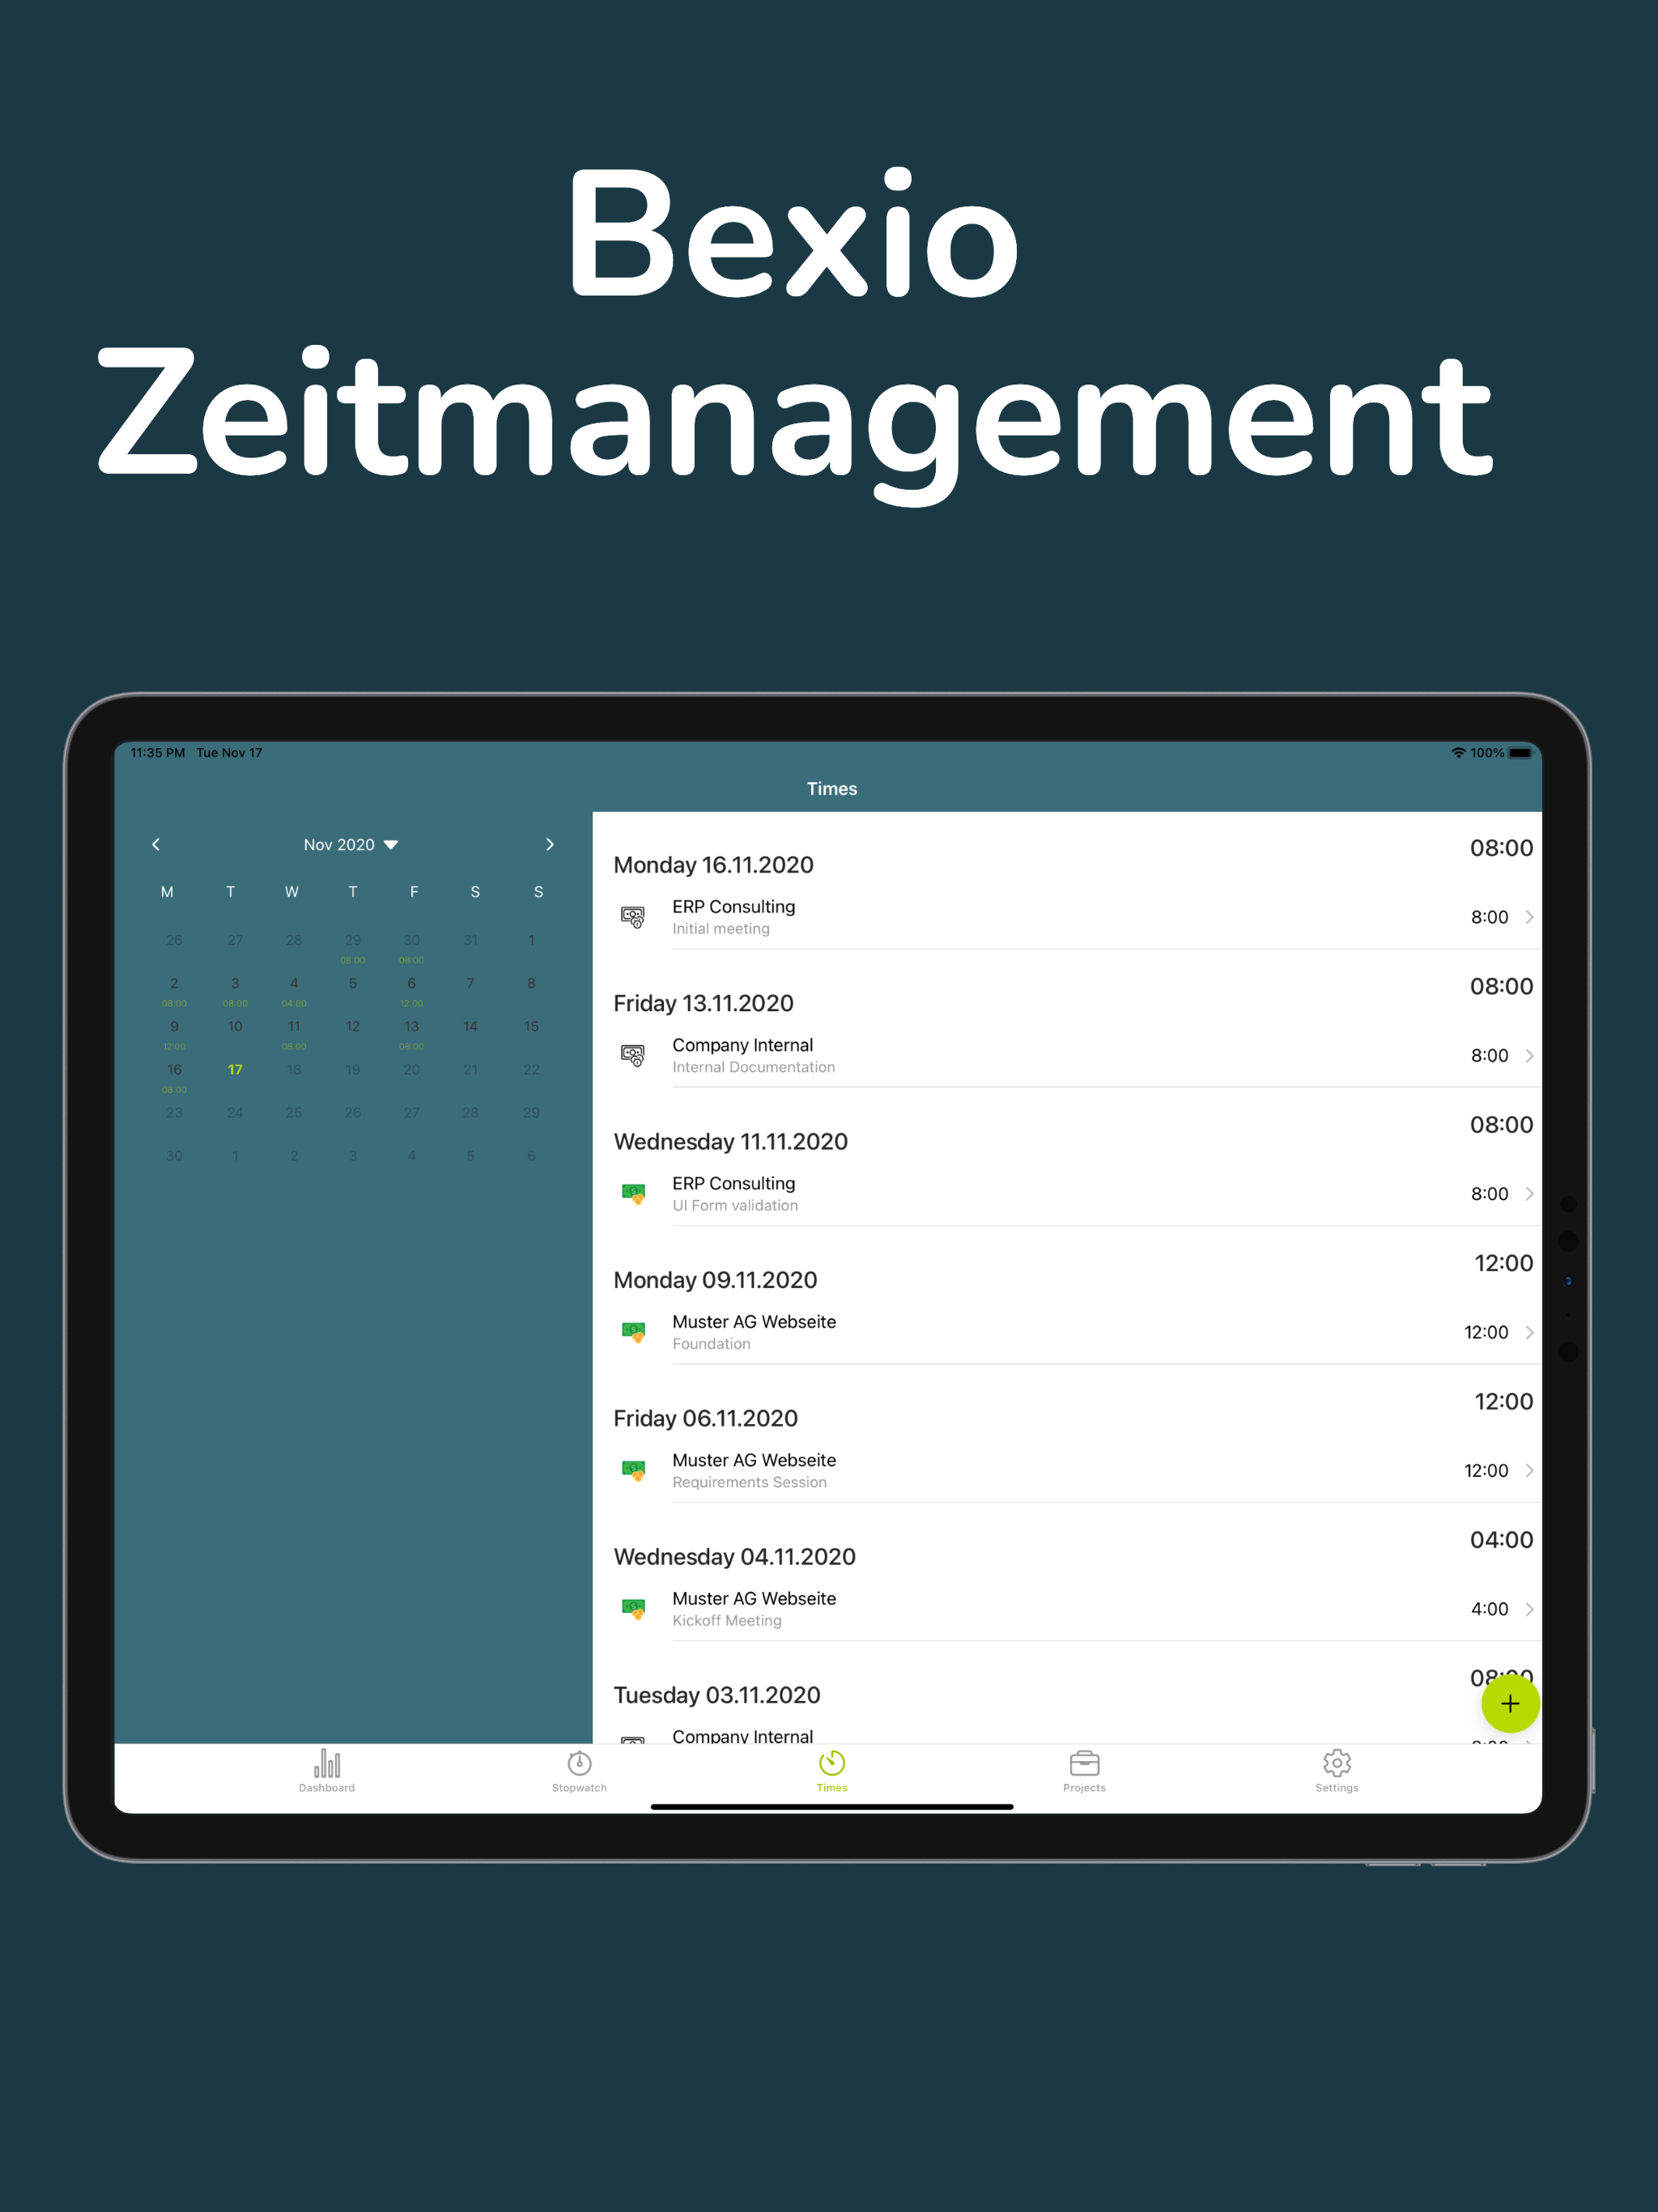 Bexio
Zeitmanagement
11:35 PM Tue Nov 17
100%
Times
Nov 2020
M T W T F S S
26 27 28 29 30 31 1
08:00 08:00
2 3 4 5 6 7 8
08:00 08:00 04:00 12:00
9 10 11 12 13 14 15
12:00 08:00 08:00
16 17 18 19 20 21 22
08:00
23 24 25 26 27 28 29
30 1 2 3 4 5 6
08:00
Monday 16.11.2020
ERP Consulting
Initial meeting
8:00
08:00
Friday 13.11.2020
Company Internal
Internal Documentation
8:00
08:00
Wednesday 11.11.2020
ERP Consulting
UI Form validation
8:00
12:00
Monday 09.11.2020
Muster AG Webseite
Foundation
12:00
12:00
Friday 06.11.2020
Muster AG Webseite
Requirements Session
12:00
04:00
Wednesday 04.11.2020
Muster AG Webseite
Kickoff Meeting
4:00
08:00
Tuesday 03.11.2020
Company Internal
Dashboard
Stopwatch
Times
Projects
Settings